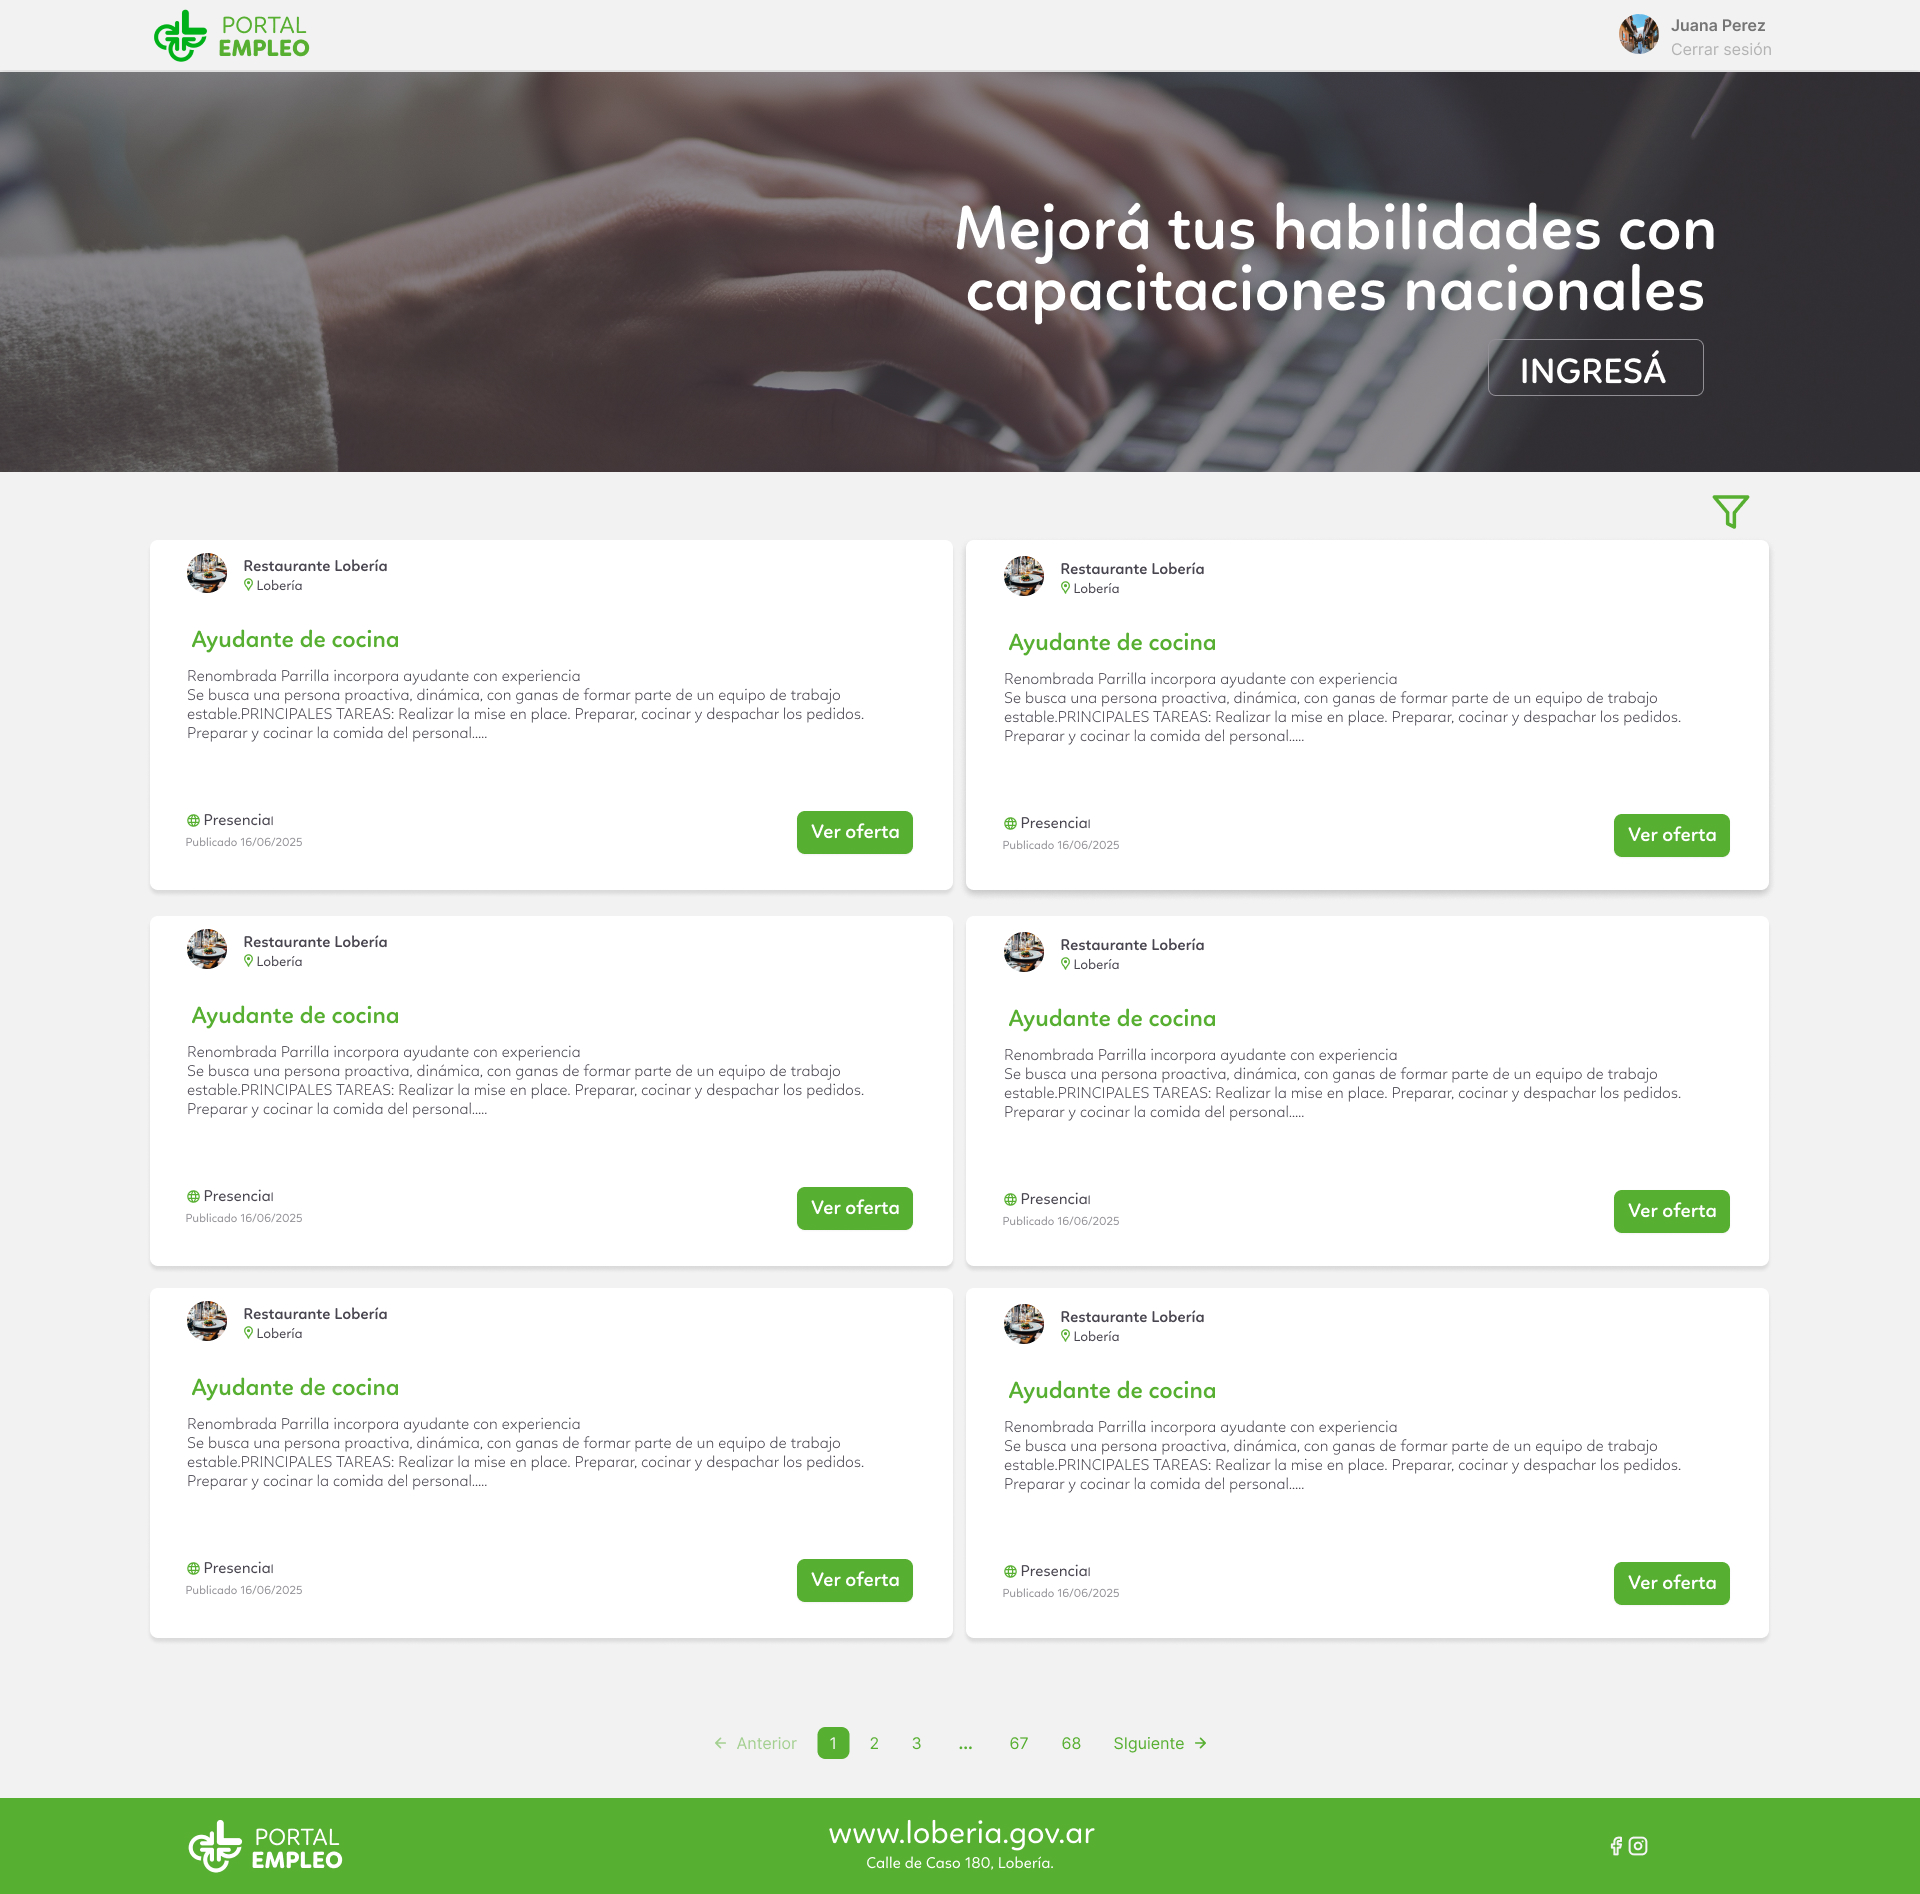 PORTAL
EMPLEO
Juana Perez
Cerrar sesión
Mejorá tus habilidades con
capacitaciones nacionales
INGRESÁ
Restaurante Lobería
Lobería
Ayudante de cocina
Renombrada Parrilla incorpora ayudante con experiencia
Se busca una persona proactiva, dinámica, con ganas de formar parte de un equipo de trabajo
estable.PRINCIPALES TAREAS: Realizar la mise en place. Preparar, cocinar y despachar los pedidos.
Preparar y cocinar la comida del personal.....
Presencial
Publicado 16/06/2025
Ver oferta
Restaurante Lobería
Lobería
Ayudante de cocina
Renombrada Parrilla incorpora ayudante con experiencia
Se busca una persona proactiva, dinámica, con ganas de formar parte de un equipo de trabajo
estable.PRINCIPALES TAREAS: Realizar la mise en place. Preparar, cocinar y despachar los pedidos.
Preparar y cocinar la comida del personal.....
Presencial
Publicado 16/06/2025
Ver oferta
Restaurante Lobería
Lobería
Ayudante de cocina
Renombrada Parrilla incorpora ayudante con experiencia
Se busca una persona proactiva, dinámica, con ganas de formar parte de un equipo de trabajo
estable.PRINCIPALES TAREAS: Realizar la mise en place. Preparar, cocinar y despachar los pedidos.
Preparar y cocinar la comida del personal.....
Presencial
Publicado 16/06/2025
Ver oferta
Restaurante Lobería
Lobería
Ayudante de cocina
Renombrada Parrilla incorpora ayudante con experiencia
Se busca una persona proactiva, dinámica, con ganas de formar parte de un equipo de trabajo
estable.PRINCIPALES TAREAS: Realizar la mise en place. Preparar, cocinar y despachar los pedidos.
Preparar y cocinar la comida del personal.....
Presencial
Publicado 16/06/2025
Ver oferta
Restaurante Lobería
Lobería
Ayudante de cocina
Renombrada Parrilla incorpora ayudante con experiencia
Se busca una persona proactiva, dinámica, con ganas de formar parte de un equipo de trabajo
estable.PRINCIPALES TAREAS: Realizar la mise en place. Preparar, cocinar y despachar los pedidos.
Preparar y cocinar la comida del personal.....
Presencial
Publicado 16/06/2025
Ver oferta
Restaurante Lobería
Lobería
Ayudante de cocina
Renombrada Parrilla incorpora ayudante con experiencia
Se busca una persona proactiva, dinámica, con ganas de formar parte de un equipo de trabajo
estable.PRINCIPALES TAREAS: Realizar la mise en place. Preparar, cocinar y despachar los pedidos.
Preparar y cocinar la comida del personal.....
Presencial
Publicado 16/06/2025
Ver oferta
← Anterior 1 2 3 ... 67 68 SIguiente →
PORTAL
EMPLEO
www.loberia.gov.ar
Calle de Caso 180, Lobería.